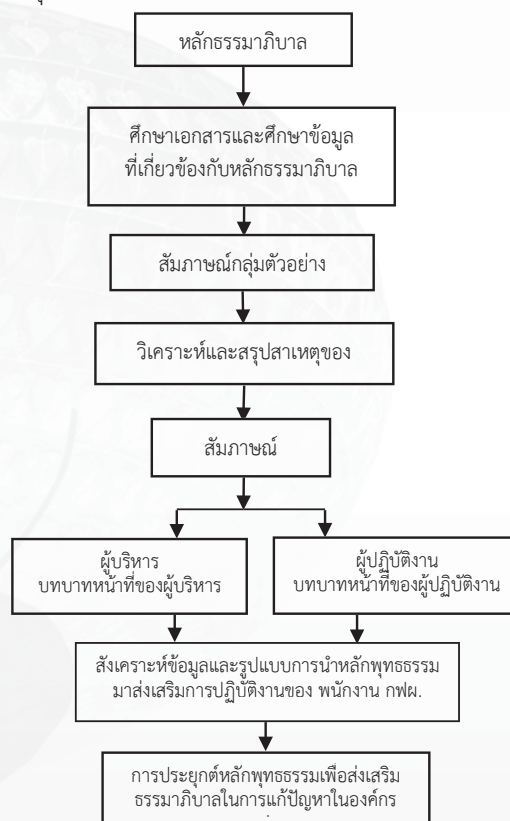 หลักธรรมาภิบาล
ศึกษาเอกสารและศึกษาข้อมูล
ที่เกี่ยวข้องกับหลักธรรมาภิบาล
สัมภาษณ์กลุ่มตัวอย่าง
วิเคราะห์และสรุปสาเหตุของ
สัมภาษณ์
ผู้บริหาร
บทบาทหน้าที่ของผู้บริหาร
ผู้ปฏิบัติงาน
บทบาทหน้าที่ของผู้ปฏิบัติงาน
สังเคราะห์ข้อมูลและรูปแบบการนำหลักพุทธธรรม
มาส่งเสริมการปฏิบัติงานของ พนักงาน กฟผ.
การประยุกต์หลักพุทธธรรมเพื่อส่งเสริม
ธรรมาภิบาลในการแก้ปัญหาในองค์กร